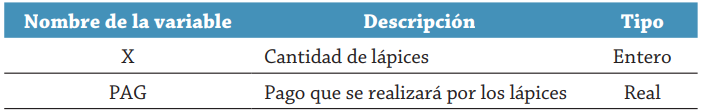 Nombre de la variable Descripción Tipo
X Cantidad de lápices Entero
PAG Pago que se realizará por los lápices Real